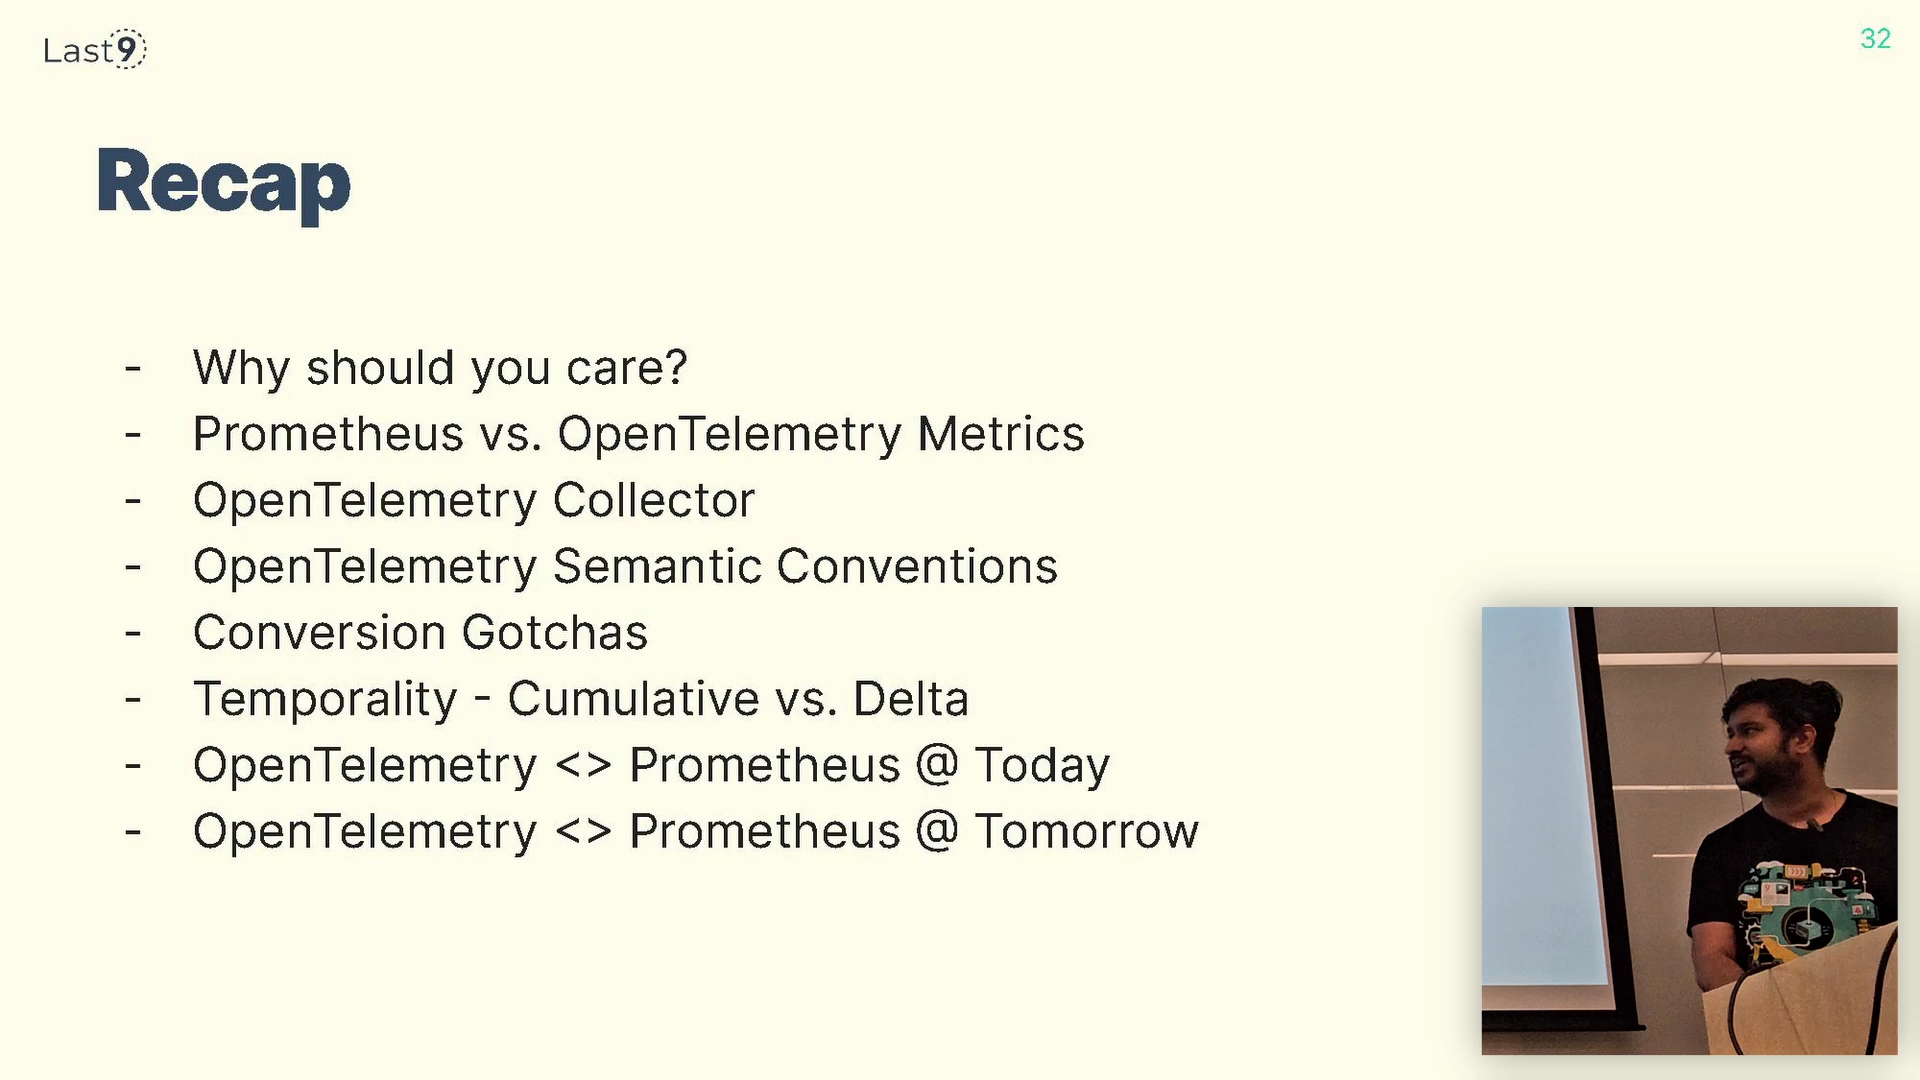 Last9
32
Recap
- Why should you care?
- Prometheus vs. OpenTelemetry Metrics
- OpenTelemetry Collector
- OpenTelemetry Semantic Conventions
- Conversion Gotchas
- Temporality - Cumulative vs. Delta
- OpenTelemetry <> Prometheus @ Today
- OpenTelemetry <> Prometheus @ Tomorrow